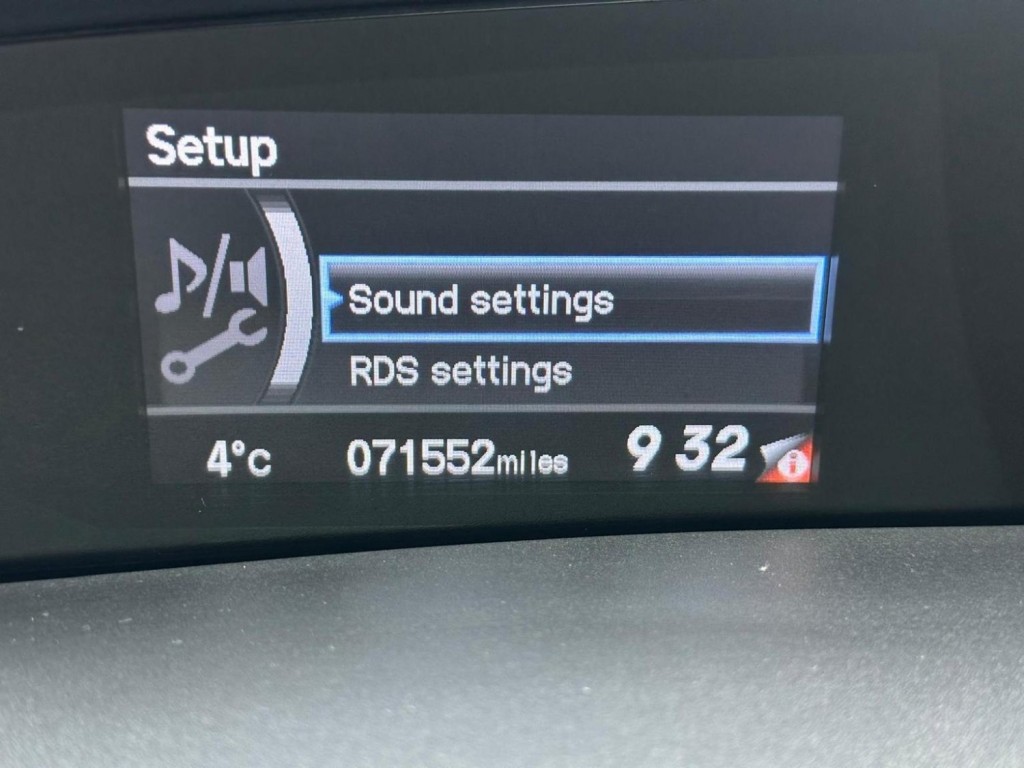 Setup
Sound settings
RDS settings
4°C 071552miles 9 32 i